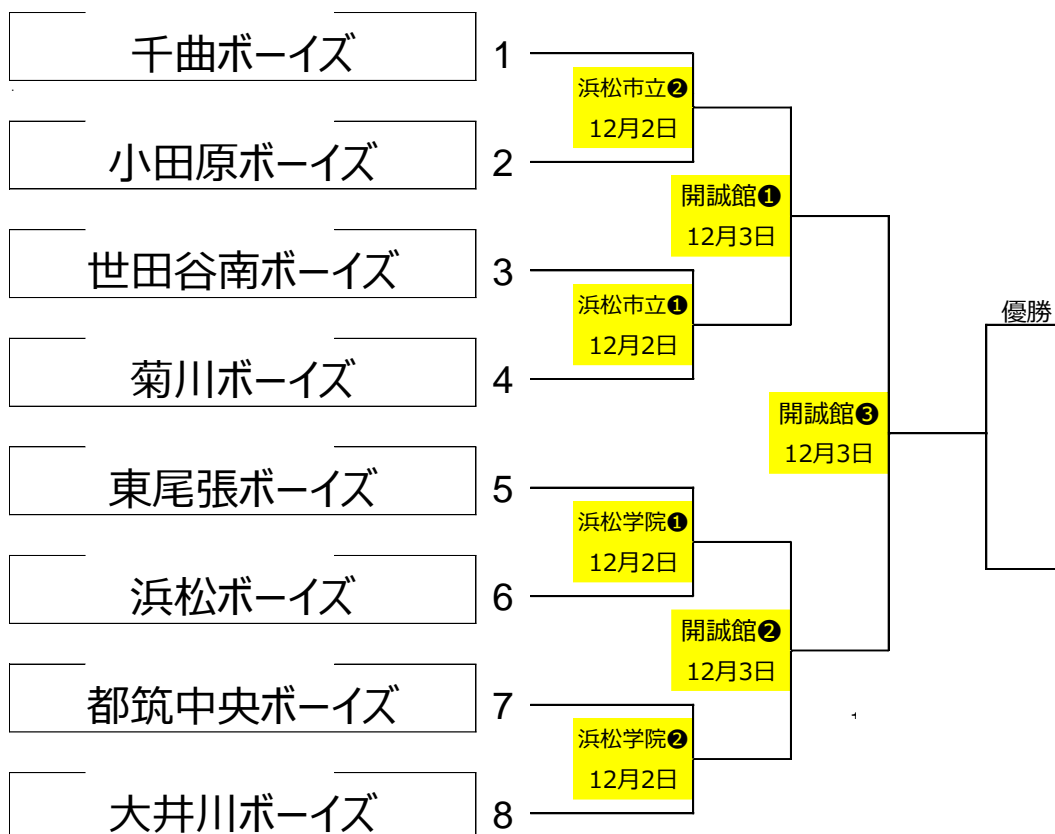 千曲ボーイズ 1
浜松市立❷
12月2日
小田原ボーイズ 2
開誠館❶
12月3日
世田谷南ボーイズ 3
浜松市立❶
12月2日
優勝
菊川ボーイズ 4
開誠館❸
12月3日
東尾張ボーイズ 5
浜松学院❶
12月2日
浜松ボーイズ 6
開誠館❷
12月3日
都筑中央ボーイズ 7
浜松学院❷
12月2日
大井川ボーイズ 8